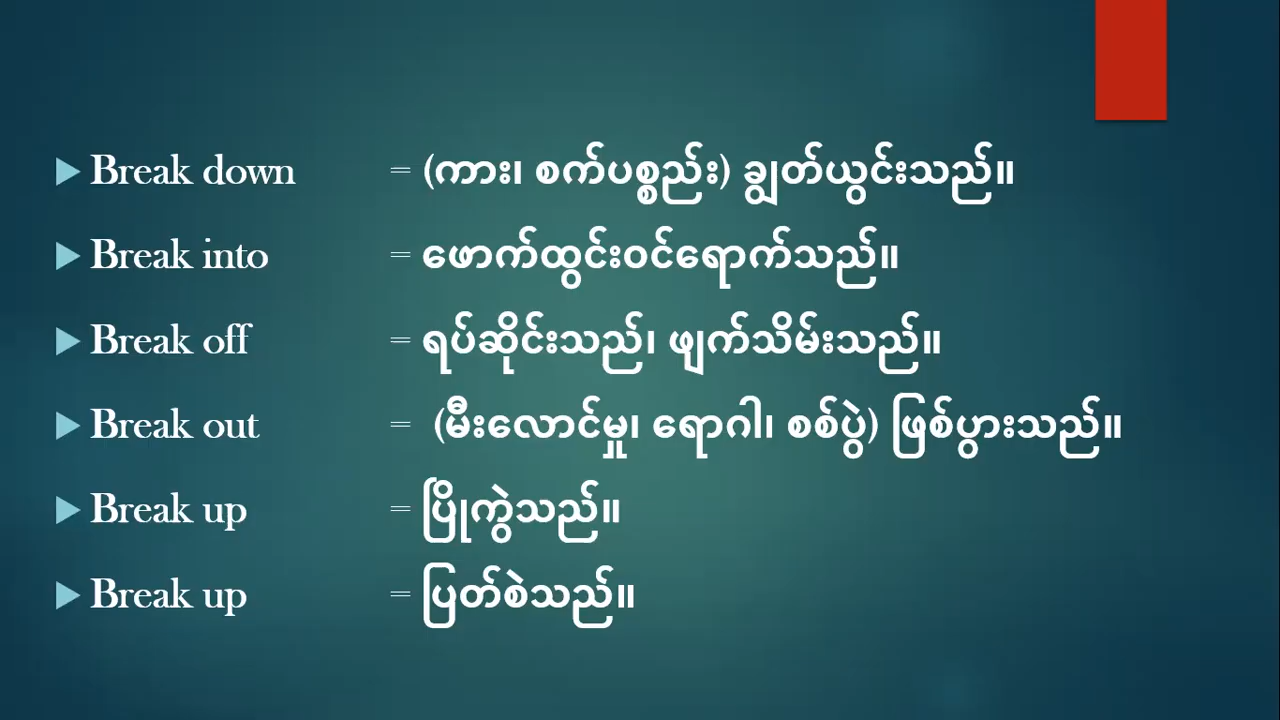 Break down = (ကား၊ စက်ပစ္စည်း) ချွတ်ယွင်းသည်။
Break into = ဖောက်ထွင်းဝင်ရောက်သည်။
Break off = ရပ်ဆိုင်းသည်၊ ဖျက်သိမ်းသည်။
Break out = (မီးလောင်မှု၊ ရောဂါ၊ စစ်ပွဲ) ဖြစ်ပွားသည်။
Break up = ပြိုကွဲသည်။
Break up = ပြတ်စဲသည်။